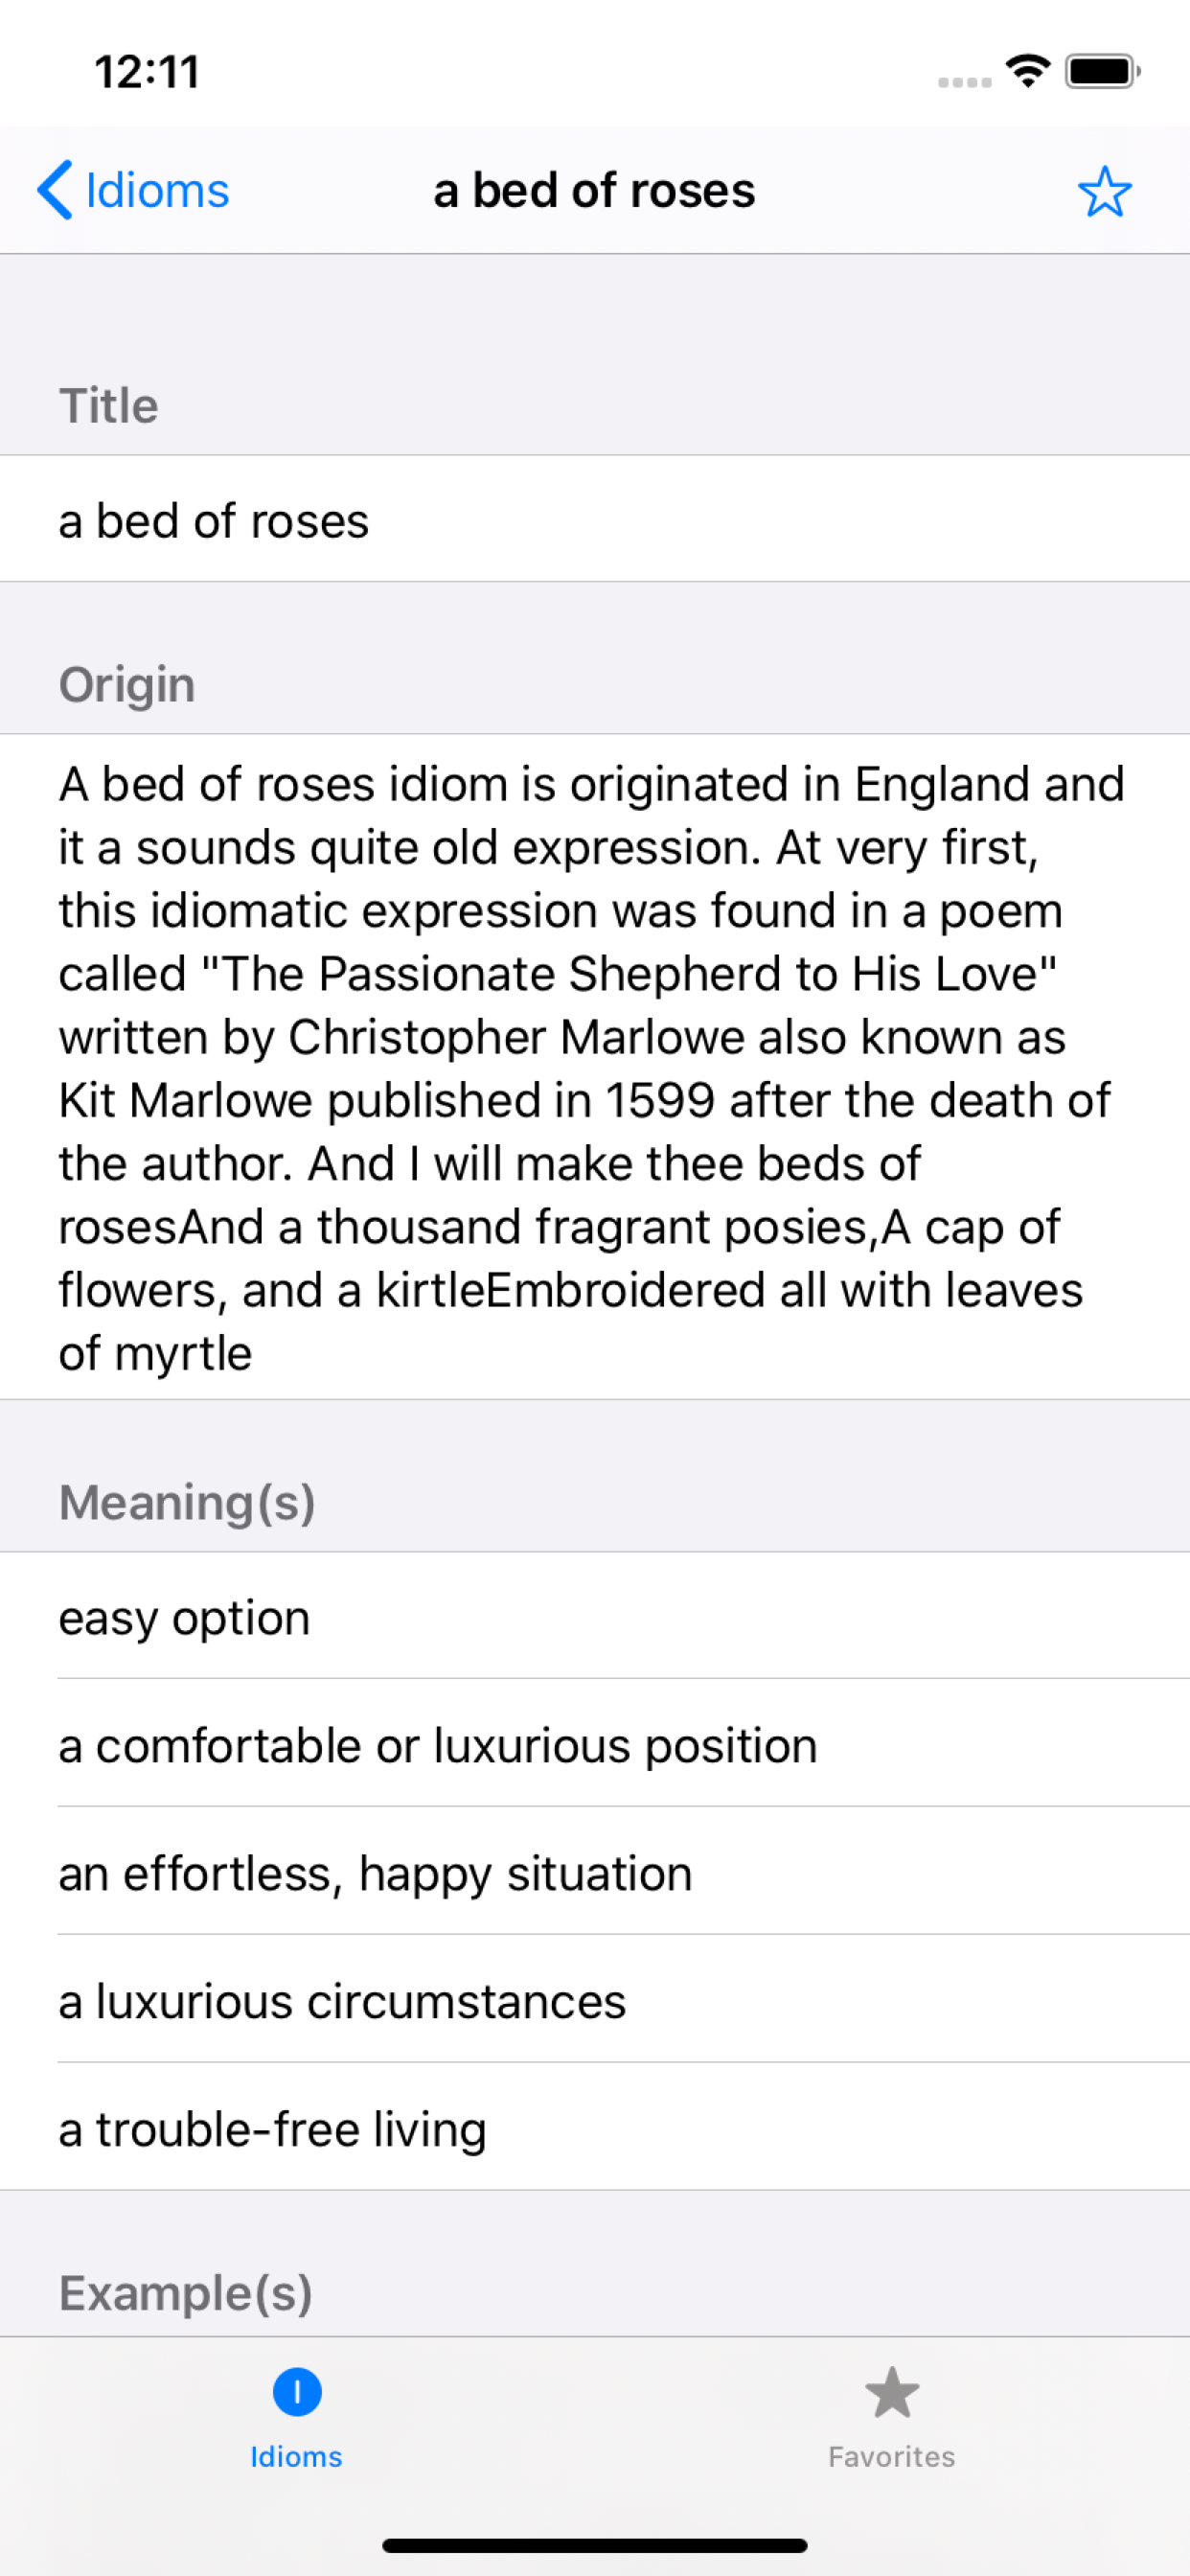 12:11
Idioms
a bed of roses
Title
a bed of roses
Origin
A bed of roses idiom is originated in England and
it a sounds quite old expression. At very first,
this idiomatic expression was found in a poem
called "The Passionate Shepherd to His Love"
written by Christopher Marlowe also known as
Kit Marlowe published in 1599 after the death of
the author. And I will make thee beds of
rosesAnd a thousand fragrant posies,A cap of
flowers, and a kirtleEmbroidered all with leaves
of myrtle
Meaning(s)
easy option
a comfortable or luxurious position
an effortless, happy situation
a luxurious circumstances
a trouble-free living
Example(s)
I
Idioms
Favorites